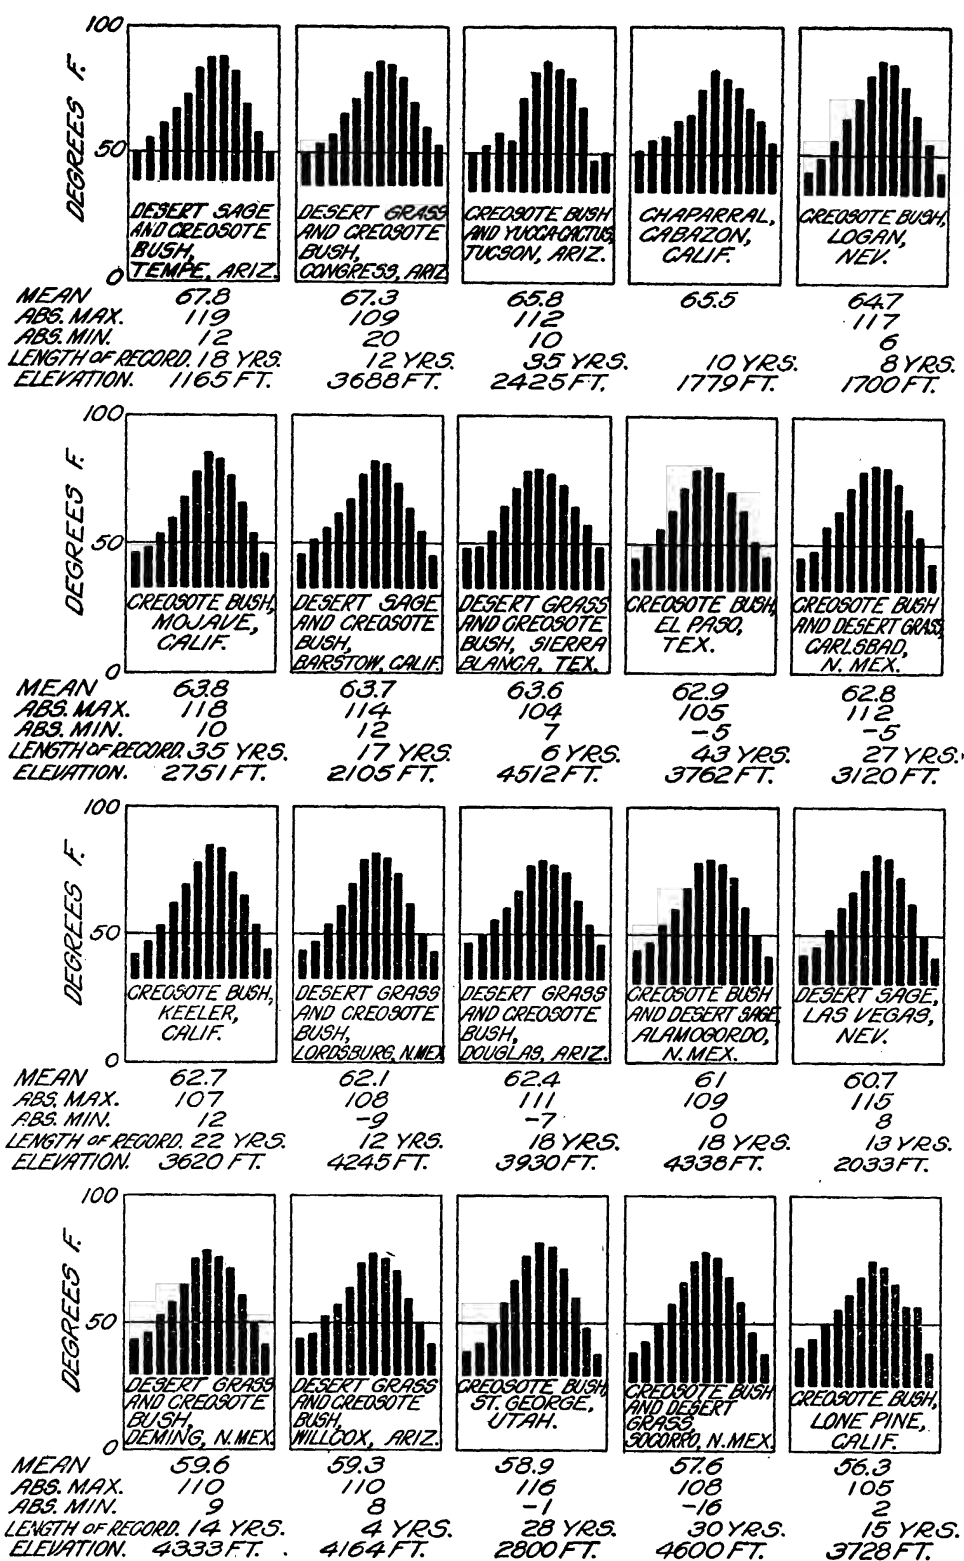 100
50
0
DEGREES F.
DESERT SAGE
AND CREOSOTE
BUSH,
TEMPE, ARIZ.
DESERT GRASS
AND CREOSOTE
BUSH,
CONGRESS, ARIZ
CREOSOTE BUSH
AND YUCCA-CACTUS,
TUCSON, ARIZ.
CHAPARRAL,
CABAZON,
CALIF.
CREOSOTE BUSH,
LOGAN,
NEV.
MEAN 67.8 67.3 65.8 65.5 64.7
ABS. MAX. 119 109 112 117
ABS. MIN. 12 20 10 6
LENGTH OF RECORD. 18 YRS. 12 YRS. 35 YRS. 10 YRS. 8 YRS.
ELEVATION. 1165 FT. 3688 FT. 2425 FT. 1779 FT. 1700 FT.
100
50
0
DEGREES F.
CREOSOTE BUSH,
MOJAVE,
CALIF.
DESERT SAGE
AND CREOSOTE
BUSH,
BARSTOW, CALIF.
DESERT GRASS
AND CREOSOTE
BUSH, SIERRA
BLANCA, TEX.
CREOSOTE BUSH,
EL PASO,
TEX.
CREOSOTE BUSH
AND DESERT GRASS,
CARLSBAD,
N. MEX.
MEAN 63.8 63.7 63.6 62.9 62.8
ABS. MAX. 118 114 104 105 112
ABS. MIN. 10 12 7 -5 -5
LENGTH OF RECORD. 35 YRS. 17 YRS. 6 YRS. 43 YRS. 27 YRS.
ELEVATION. 2751 FT. 2105 FT. 4512 FT. 3762 FT. 3120 FT.
100
50
0
DEGREES F.
CREOSOTE BUSH,
KEELER,
CALIF.
DESERT GRASS
AND CREOSOTE
BUSH,
LORDSBURG, N.MEX
DESERT GRASS
AND CREOSOTE
BUSH,
DOUGLAS, ARIZ.
CREOSOTE BUSH
AND DESERT SAGE,
ALAMOGORDO,
N. MEX.
DESERT SAGE,
LAS VEGAS,
NEV.
MEAN 62.7 62.1 62.4 61 60.7
ABS. MAX. 107 108 111 109 115
ABS. MIN. 12 -9 -7 0 8
LENGTH OF RECORD. 22 YRS. 12 YRS. 18 YRS. 18 YRS. 13 YRS.
ELEVATION. 3620 FT. 4245 FT. 3930 FT. 4338 FT. 2033 FT.
100
50
0
DEGREES F.
DESERT GRASS
AND CREOSOTE
BUSH,
DEMING, N.MEX.
DESERT GRASS
AND CREOSOTE
BUSH,
WILLCOX, ARIZ.
CREOSOTE BUSH,
ST. GEORGE,
UTAH.
CREOSOTE BUSH
AND DESERT
GRASS,
SOCORRO, N.MEX.
CREOSOTE BUSH,
LONE PINE,
CALIF.
MEAN 59.6 59.3 58.9 57.6 56.3
ABS. MAX. 110 110 116 108 105
ABS. MIN. 9 8 -1 -16 2
LENGTH OF RECORD. 14 YRS. 4 YRS. 28 YRS. 30 YRS. 15 YRS.
ELEVATION. 4333 FT. 4164 FT. 2800 FT. 4600 FT. 3728 FT.